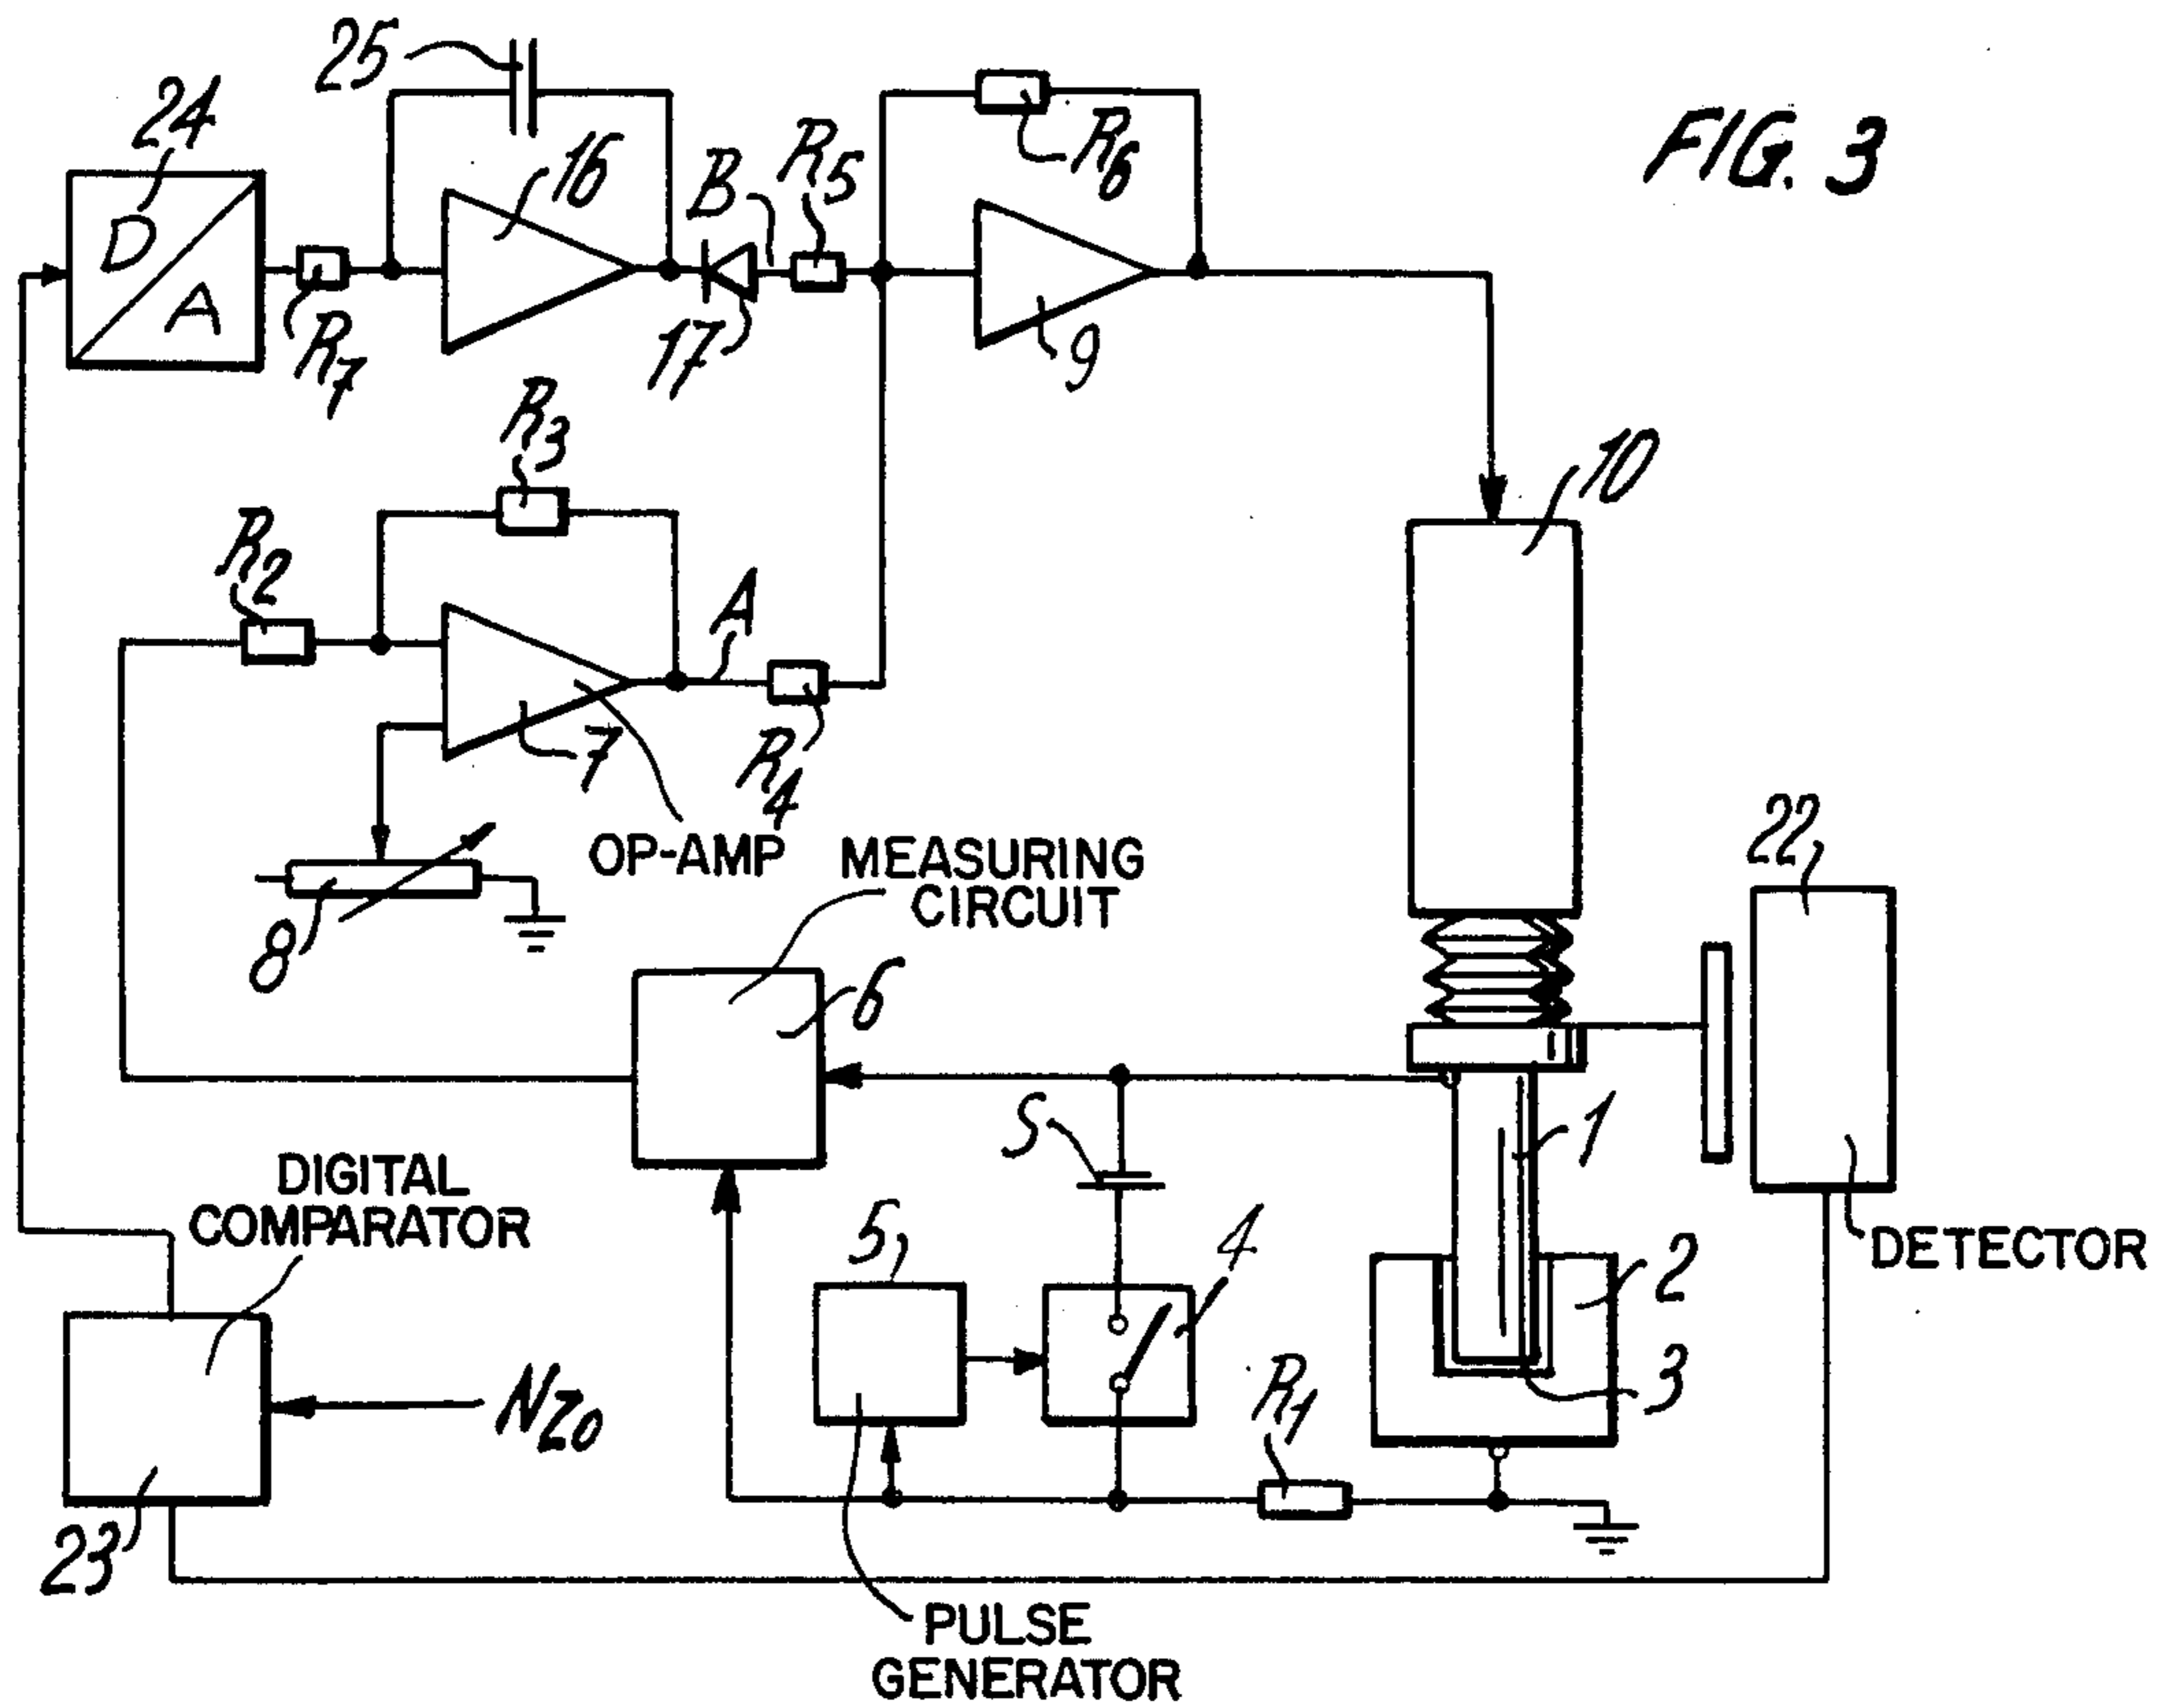 25
24
FIG. 3
16
B
R5
R6
D
A
R7
17
9
R3
10
R2
A
7
R4
22
OP-AMP
MEASURING
CIRCUIT
8
6
S
1
DIGITAL
COMPARATOR
5
4
2
DETECTOR
NZO
R1
3
23
PULSE
GENERATOR